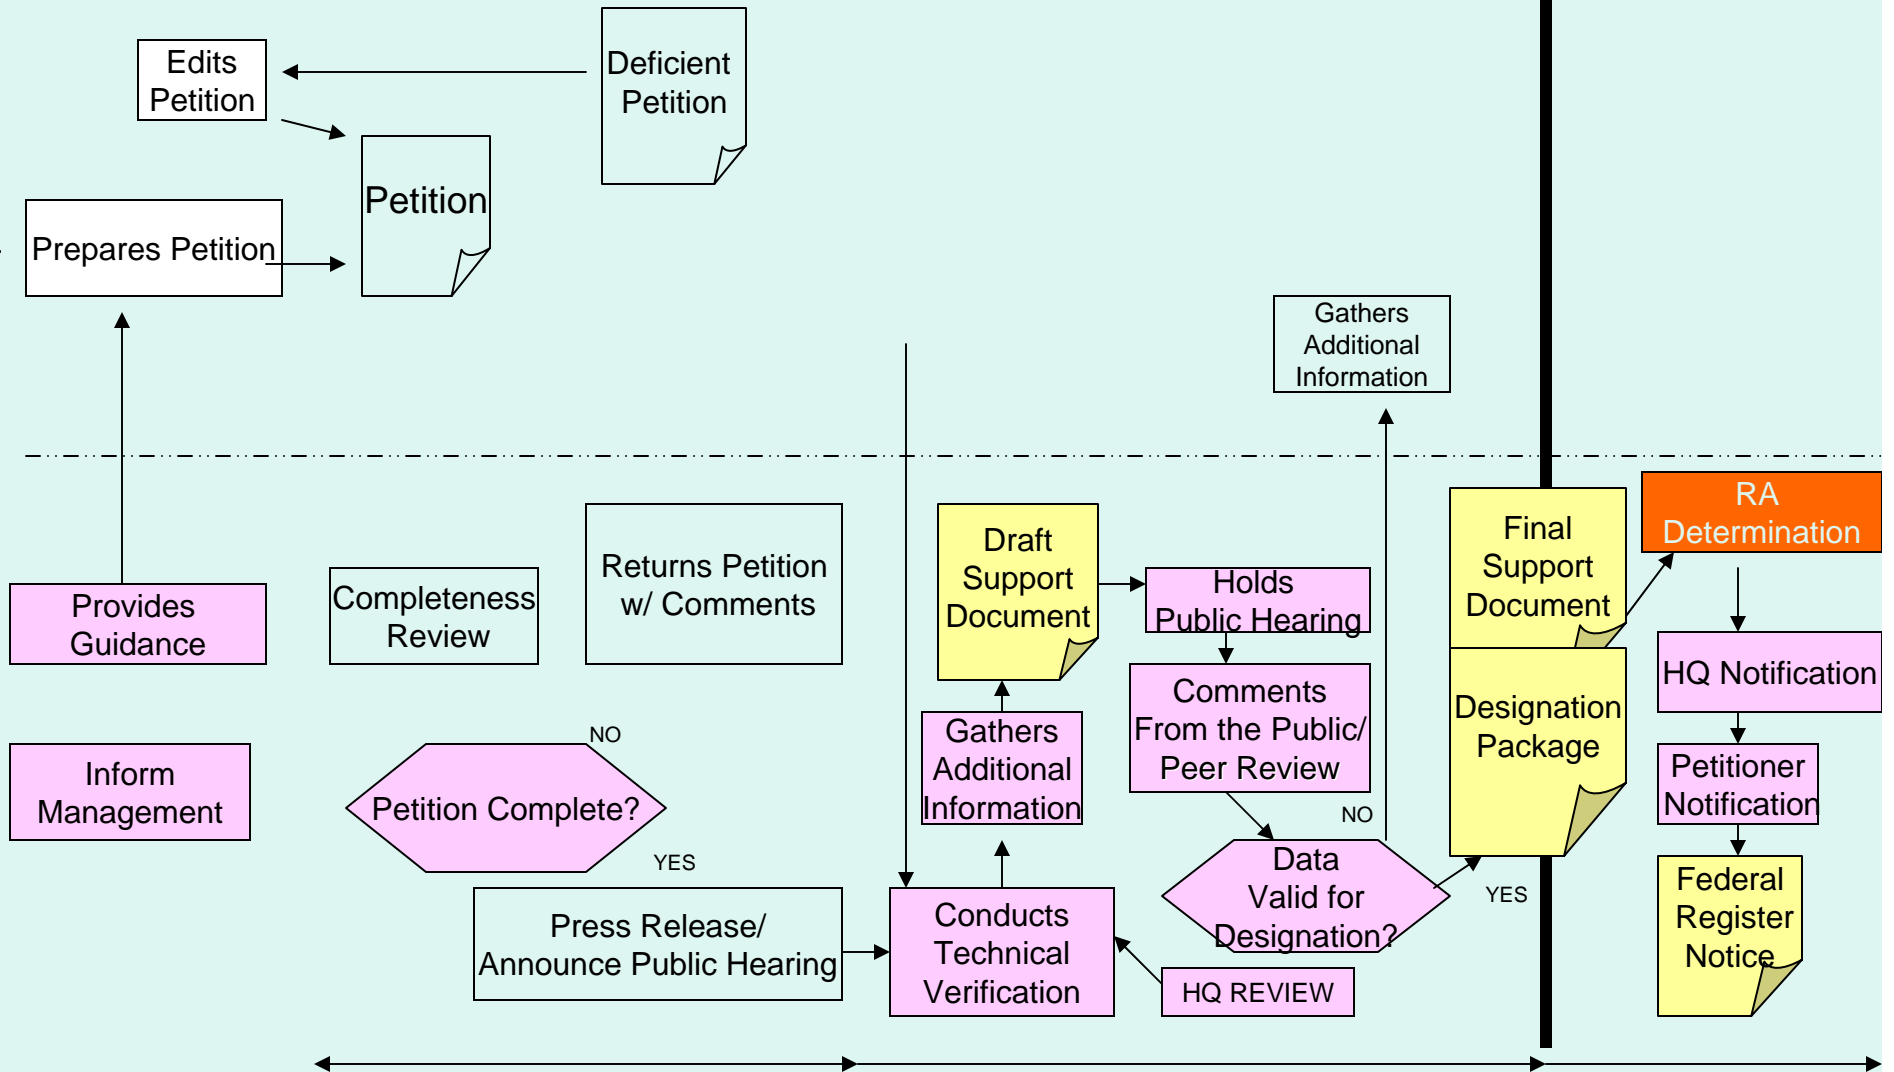 Edits
Petition
Deficient
Petition
Petition
Prepares Petition
Gathers
Additional
Information
Provides
Guidance
Completeness
Review
Returns Petition
w/ Comments
Draft
Support
Document
Holds
Public Hearing
Final
Support
Document
RA
Determination
HQ Notification
Inform
Management
NO
Petition Complete?
YES
Gathers
Additional
Information
Comments
From the Public/
Peer Review
NO
Designation
Package
Petitioner
Notification
Press Release/
Announce Public Hearing
Conducts
Technical
Verification
Data
Valid for
Designation?
YES
HQ REVIEW
Federal
Register
Notice